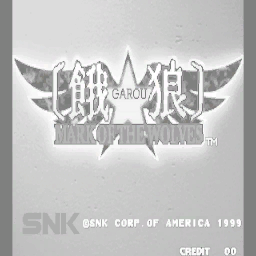 餓 GAROU 狼
MARK OF THE WOLVES
TM
SNK @SNK CORP. OF AMERICA 1999
CREDIT 00